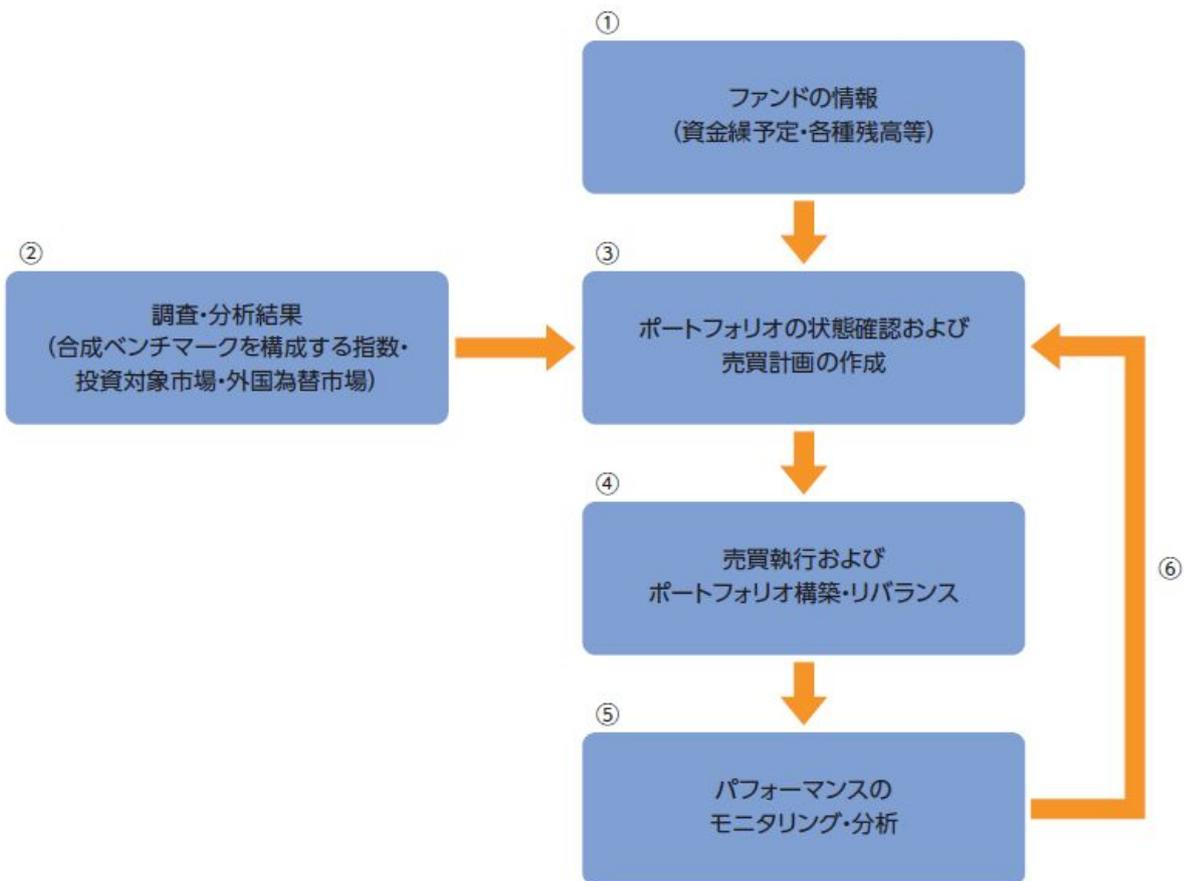 ①
ファンドの情報
(資金繰予定・各種残高等)
②
調査・分析結果
(合成ベンチマークを構成する指数・
投資対象市場・外国為替市場)
③
ポートフォリオの状態確認および
売買計画の作成
④
売買執行および
ポートフォリオ構築・リバランス
⑤
パフォーマンスの
モニタリング・分析
⑥